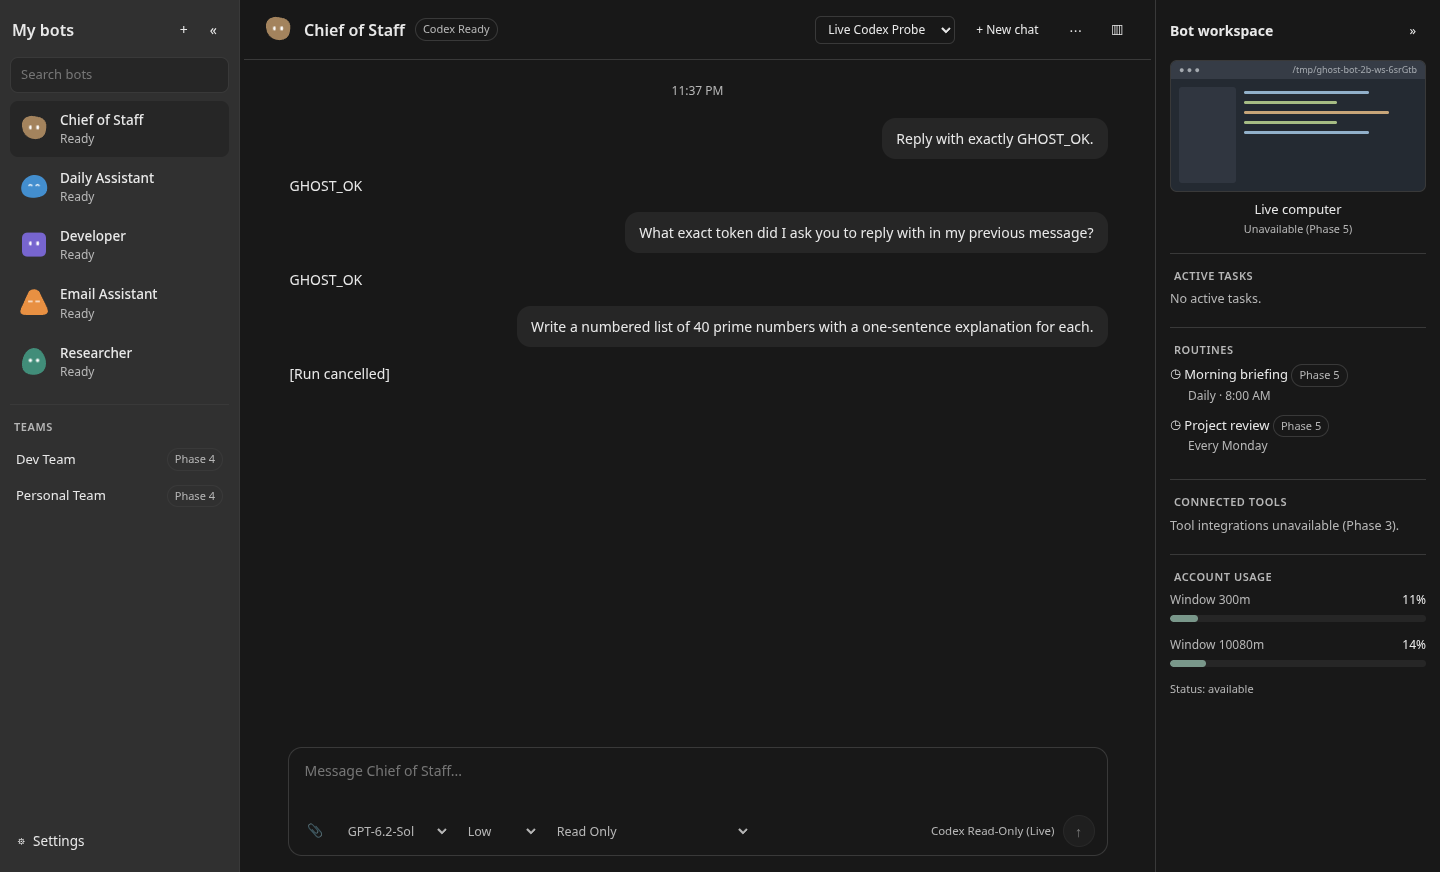 My bots
+
«
Search bots
Chief of Staff
Ready
Daily Assistant
Ready
Developer
Ready
Email Assistant
Ready
Researcher
Ready
TEAMS
Dev Team Phase 4
Personal Team Phase 4
Settings
Chief of Staff Codex Ready
Live Codex Probe
+ New chat
...
11:37 PM
Reply with exactly GHOST_OK.
GHOST_OK
What exact token did I ask you to reply with in my previous message?
GHOST_OK
Write a numbered list of 40 prime numbers with a one-sentence explanation for each.
[Run cancelled]
Message Chief of Staff...
GPT-6.2-Sol Low Read Only Codex Read-Only (Live) ↑
Bot workspace »
/tmp/ghost-bot-2b-ws-6srGtb
Live computer
Unavailable (Phase 5)
ACTIVE TASKS
No active tasks.
ROUTINES
Morning briefing Phase 5
Daily · 8:00 AM
Project review Phase 5
Every Monday
CONNECTED TOOLS
Tool integrations unavailable (Phase 3).
ACCOUNT USAGE
Window 300m 11%
Window 10080m 14%
Status: available